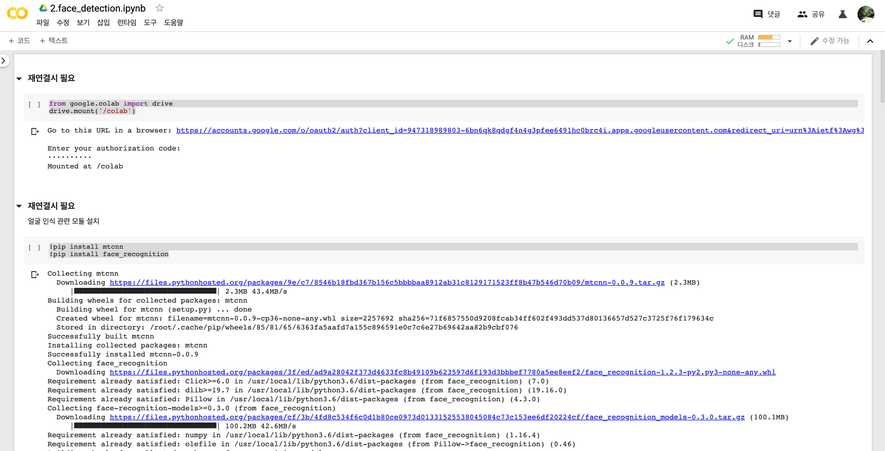 2.face_detection.ipynb
파일 수정 보기 삽입 런타임 도구 도움말
댓글 공유
+ 코드 + 텍스트
RAM
디스크
수정 가능
재연결시 필요
[ ] from google.colab import drive
drive.mount('/colab')
Go to this URL in a browser: https://accounts.google.com/o/oauth2/auth?client_id=947318989803-6bn6qk8qdgf4n4g3pfee6491hc0brc4i.apps.googleusercontent.com&redirect_uri=urn%3Aietf%3Awg%3
Enter your authorization code:
··········
Mounted at /colab
재연결시 필요
얼굴 인식 관련 모듈 설치
[ ] !pip install mtcnn
!pip install face_recognition
Collecting mtcnn
Downloading https://files.pythonhosted.org/packages/9e/c7/8546b18fbd367b156c5bbbbaa8912ab31c8129171523ff8b47b546d70b09/mtcnn-0.0.9.tar.gz (2.3MB)
| 2.3MB 43.4MB/s
Building wheels for collected packages: mtcnn
Building wheel for mtcnn (setup.py) ... done
Created wheel for mtcnn: filename=mtcnn-0.0.9-cp36-none-any.whl size=2257692 sha256=71f6857550d9208fcab34ff602f493dd537d80136657d527c3725f76f179634c
Stored in directory: /root/.cache/pip/wheels/85/81/65/6363fa5aafd7a155c896591e0c7c6e27b69642aa82b9cbf076
Successfully built mtcnn
Installing collected packages: mtcnn
Successfully installed mtcnn-0.0.9
Collecting face_recognition
Downloading https://files.pythonhosted.org/packages/3f/ed/ad9a28042f373d4633fc8b49109b623597d6f193d3bbbef7780a5ee8eef2/face_recognition-1.2.3-py2.py3-none-any.whl
Requirement already satisfied: Click>=6.0 in /usr/local/lib/python3.6/dist-packages (from face_recognition) (7.0)
Requirement already satisfied: dlib>=19.7 in /usr/local/lib/python3.6/dist-packages (from face_recognition) (19.16.0)
Requirement already satisfied: Pillow in /usr/local/lib/python3.6/dist-packages (from face_recognition) (4.3.0)
Collecting face-recognition-models>=0.3.0 (from face_recognition)
Downloading https://files.pythonhosted.org/packages/cf/3b/4fd8c534f6c0d1b80ce0973d01331525538045084c73c153ee6df20224cf/face_recognition_models-0.3.0.tar.gz (100.1MB)
| 100.2MB 42.6MB/s
Requirement already satisfied: numpy in /usr/local/lib/python3.6/dist-packages (from face_recognition) (1.16.4)
Requirement already satisfied: olefile in /usr/local/lib/python3.6/dist-packages (from Pillow->face_recognition) (0.46)